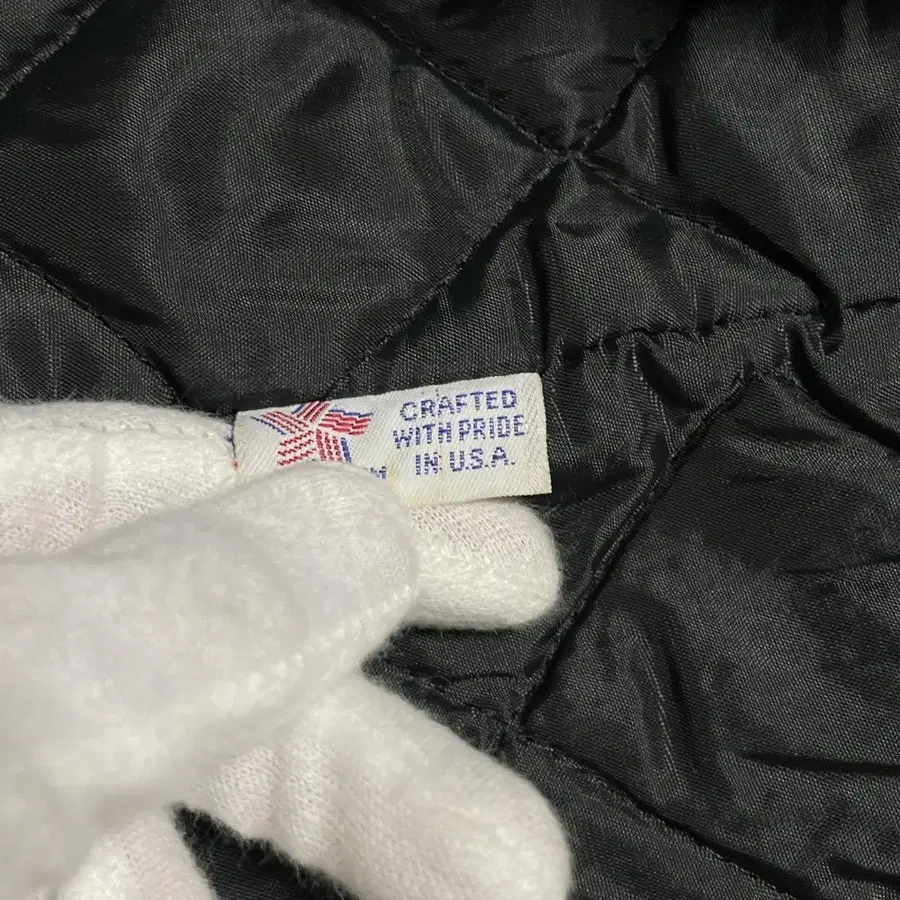 CRAFTED
WITH PRIDE
IN U.S.A.